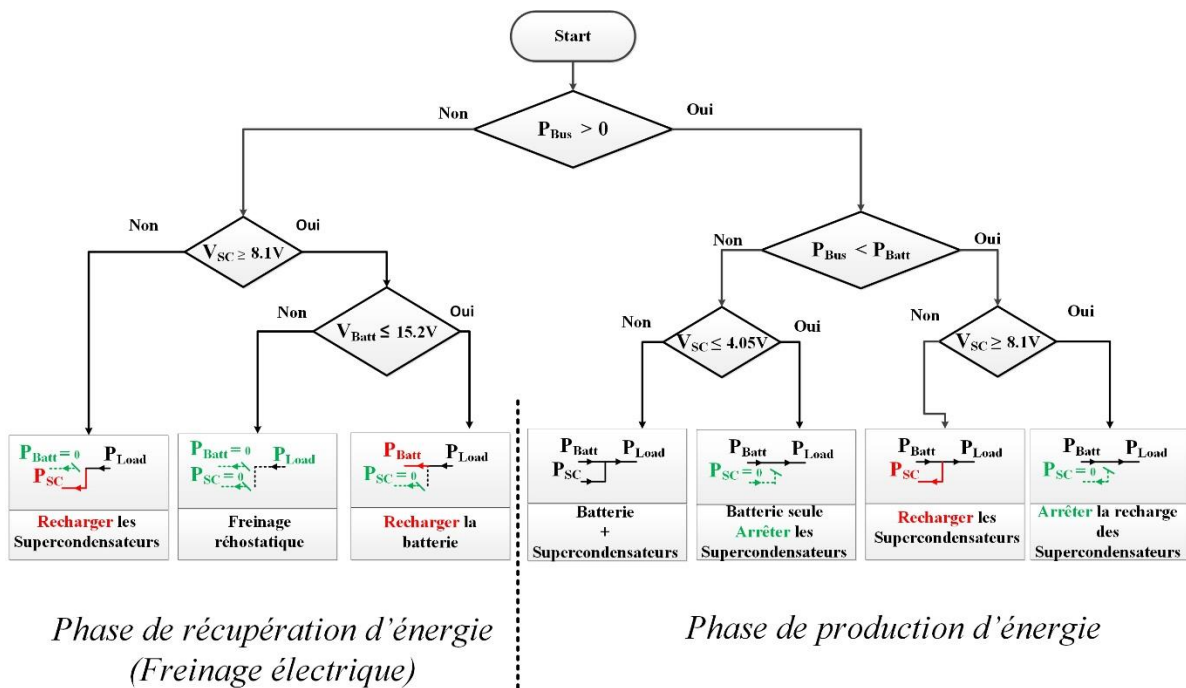 Start
Non
Oui
P_Bus > 0
Non
Oui
V_SC ≥ 8.1V
Non
Oui
P_Bus < P_Batt
Non
Oui
V_Batt ≤ 15.2V
Non
Oui
V_SC ≤ 4.05V
Non
Oui
V_SC ≥ 8.1V
P_Batt = 0
P_SC
P_Load
Recharger les
Supercondensateurs
P_Batt = 0
P_SC = 0
P_Load
Freinage
réhostatique
P_Batt
P_SC = 0
P_Load
Recharger la
batterie
P_Batt
P_SC
P_Load
Batterie
+
Supercondensateurs
P_Batt
P_SC = 0
P_Load
Batterie seule
Arrêter les
Supercondensateurs
P_Batt
P_SC
P_Load
Recharger les
Supercondensateurs
P_Batt
P_SC = 0
P_Load
Arrêter la recharge
des
Supercondensateurs
Phase de récupération d'énergie
(Freinage électrique)
Phase de production d'énergie